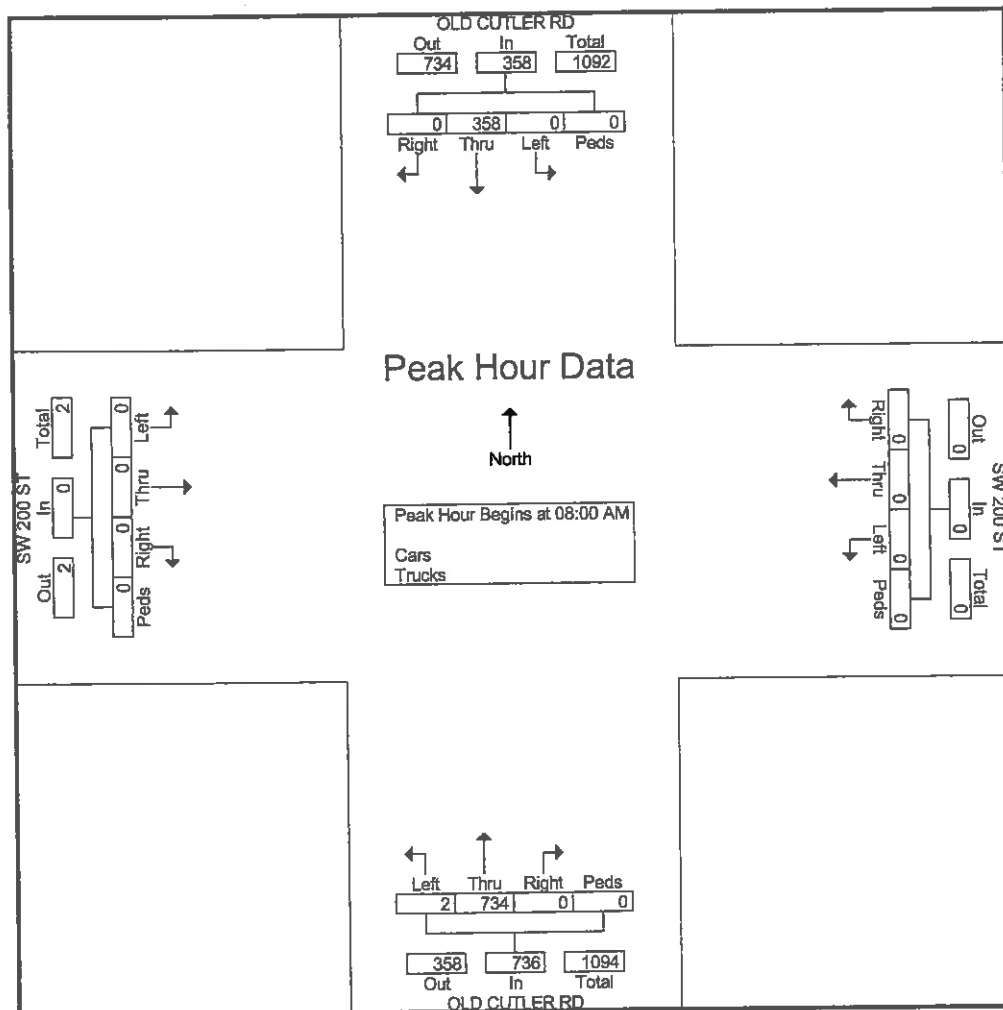 OLD CUTLER RD
Out In Total
734 358 1092
0 358 0 0
Right Thru Left Peds
Peak Hour Data
North
Peak Hour Begins at 08:00 AM
Cars
Trucks
SW 200 ST
Out In Total
2 0 2
0 0 0 0
Peds Right Thru Left
SW 200 ST
Out In Total
0 0 0
0 0 0 0
Right Thru Left Peds
Left Thru Right Peds
2 734 0 0
358 736 1094
Out In Total
OLD CUTLER RD